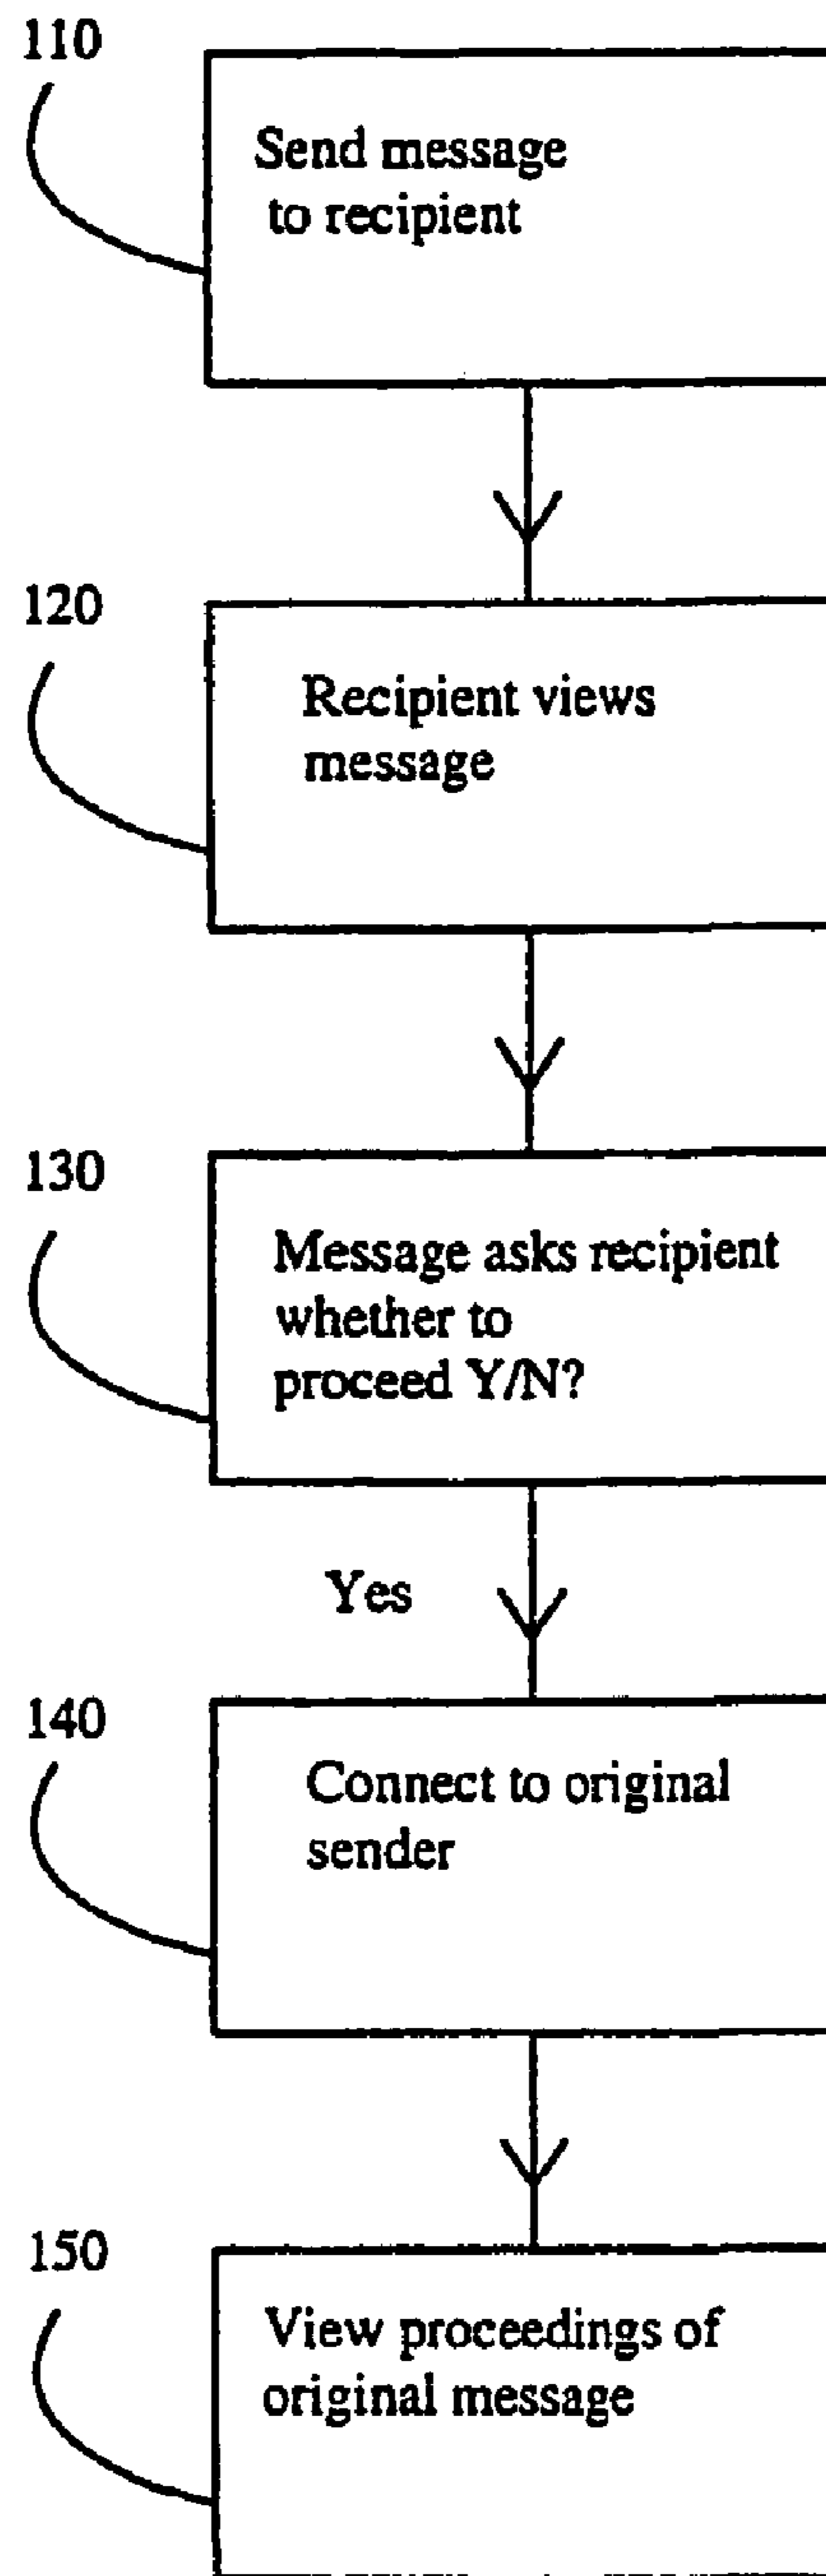 110
Send message
to recipient
120
Recipient views
message
130
Message asks recipient
whether to
proceed Y/N?
Yes
140
Connect to original
sender
150
View proceedings of
original message